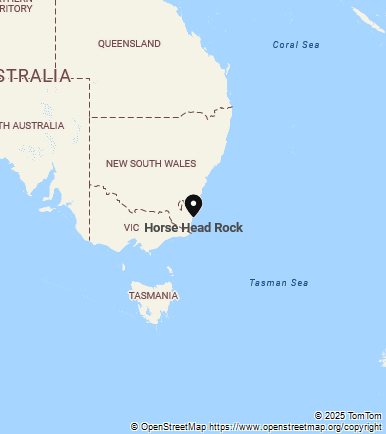 RITORY
QUEENSLAND
Coral Sea
STRALIA
TH AUSTRALIA
NEW SOUTH WALES
VIC
Horse Head Rock
Tasman Sea
TASMANIA
© 2025 TomTom
© OpenStreetMap https://www.openstreetmap.org/copyright